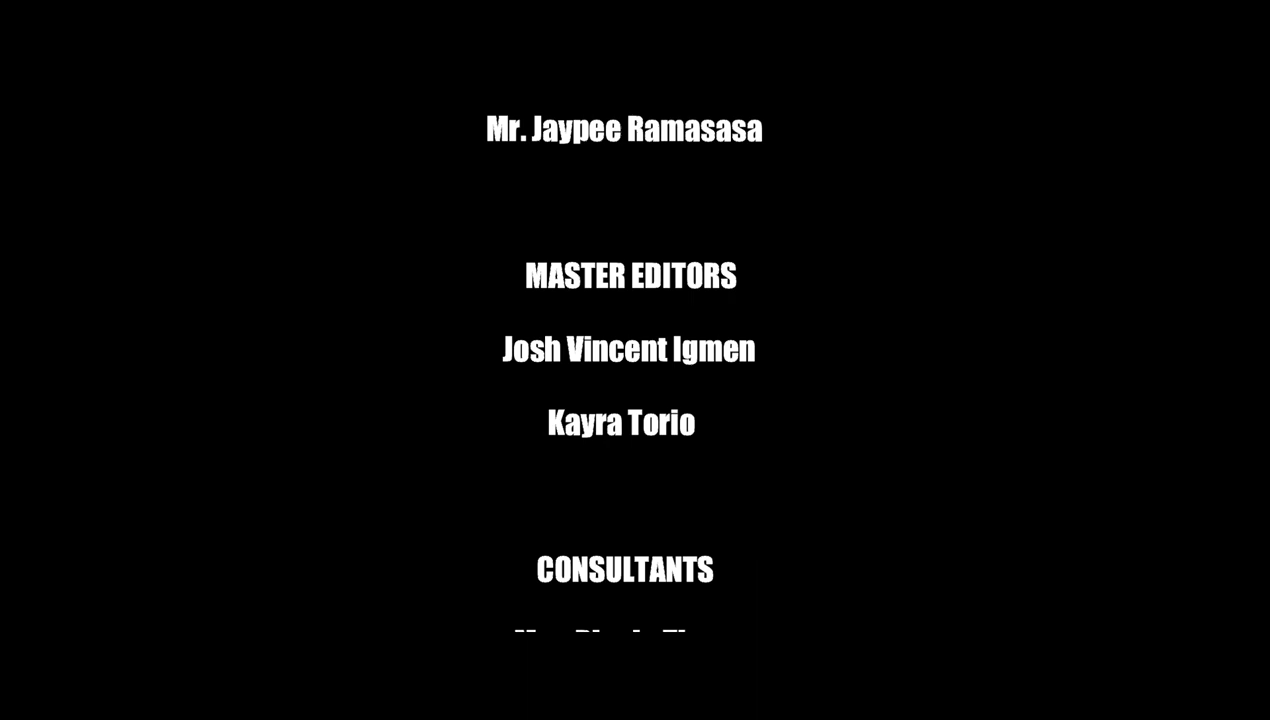 Mr. Jaypee Ramasasa
MASTER EDITORS
Josh Vincent Igmen
Kayra Torio
CONSULTANTS